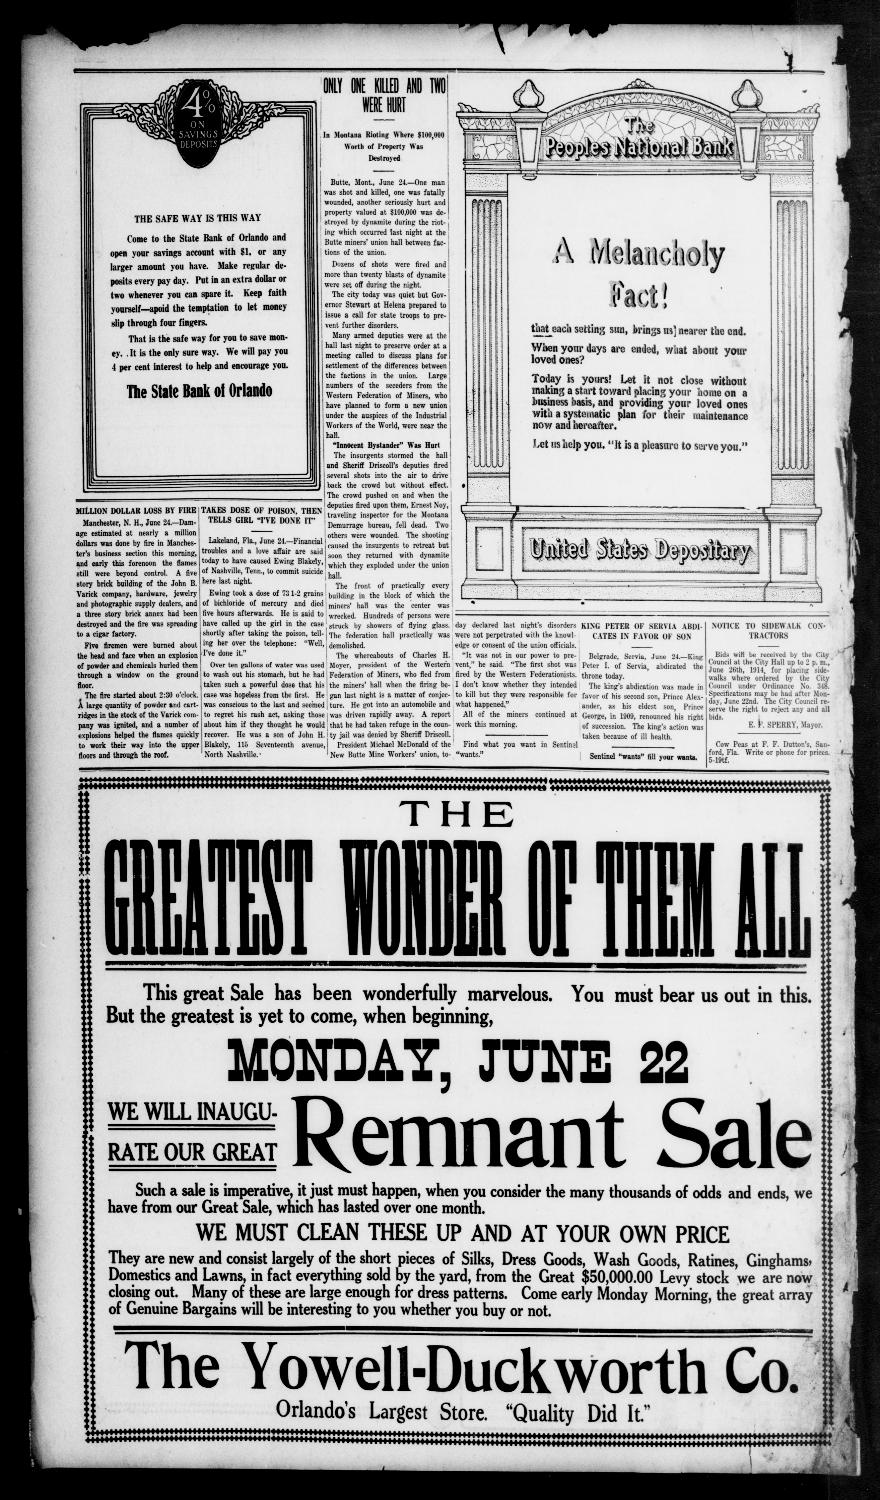 4%
ON
SAVINGS
DEPOSITS
THE SAFE WAY IS THIS WAY
Come to the State Bank of Orlando and
open your savings account with $1, or any
larger amount you have. Make regular de-
posits every pay day. Put in an extra dollar or
two whenever you can spare it. Keep faith
yourself—apoid the temptation to let money
slip through four fingers.
That is the safe way for you to save mon-
ey. . It is the only sure way. We will pay you
4 per cent interest to help and encourage you.
The State Bank of Orlando
MILLION DOLLAR LOSS BY FIRE
Manchester, N. H., June 24.—Dam-
age estimated at nearly a million
dollars was done by fire in Manches-
ter's business section this morning,
and early this forenoon the flames
still were beyond control. A five
story brick building of the John B.
Varick company, hardware, jewelry
and photographic supply dealers, and
a three story brick annex had been
destroyed and the fire was spreading
to a cigar factory.
Five firemen were burned about
the head and face when an explosion
of powder and chemicals hurled them
through a window on the ground
floor.
The fire started about 2:30 o'clock.
A large quantity of powder and cart-
ridges in the stock of the Varick com-
pany was ignited, and a number of
explosions helped the flames quickly
to work their way into the upper
floors and through the roof.
TAKES DOSE OF POISON, THEN
TELLS GIRL "I'VE DONE IT"
Lakeland, Fla., June 24.—Financial
troubles and a love affair are said
today to have caused Ewing Blakely,
of Nashville, Tenn., to commit suicide
here last night.
Ewing took a dose of 73 1-2 grains
of bichloride of mercury and died
five hours afterwards. He is said to
have called up the girl in the case
shortly after taking the poison, tell-
ing her over the telephone: "Well,
I've done it."
Over ten gallons of water was used
to wash out his stomach, but he had
taken such a powerful dose that his
case was hopeless from the first. He
was conscious to the last and seemed
to regret his rash act, asking those
about him if they thought he would
recover. He was a son of John H.
Blakely, 115 Seventeenth avenue,
North Nashville.
ONLY ONE KILLED AND TWO
WERE HURT
In Montana Rioting Where $100,000
Worth of Property Was
Destroyed
Butte, Mont., June 24.—One man
was shot and killed, one was fatally
wounded, another seriously hurt and
property valued at $100,000 was de-
stroyed by dynamite during the riot-
ing which occurred last night at the
Butte miners' union hall between fac-
tions of the union.
Dozens of shots were fired and
more than twenty blasts of dynamite
were set off during the night.
The city today was quiet but Gov-
ernor Stewart at Helena prepared to
issue a call for state troops to pre-
vent further disorders.
Many armed deputies were at the
hall last night to preserve order at a
meeting called to discuss plans for
settlement of the differences between
the factions in the union. Large
numbers of the seceders from the
Western Federation of Miners, who
have planned to form a new union
under the auspices of the Industrial
Workers of the World, were near the
hall.
"Innocent Bystander" Was Hurt
The insurgents stormed the hall
and Sheriff Driscoll's deputies fired
several shots into the air to drive
back the crowd but without effect.
The crowd pushed on and when the
deputies fired upon them, Ernest Noy,
traveling inspector for the Montana
Demurrage bureau, fell dead. Two
others were wounded. The shooting
caused the insurgents to retreat but
soon they returned with dynamite
which they exploded under the union
hall.
The front of practically every
building in the block of which the
miners' hall was the center was
wrecked. Hundreds of persons were
struck by showers of flying glass.
The federation hall practically was
demolished.
The whereabouts of Charles H.
Moyer, president of the Western
Federation of Miners, who fled from
the miners' hall when the firing be-
gan last night is a matter of conjec-
ture. He got into an automobile and
was driven rapidly away. A report
that he had taken refuge in the coun-
ty jail was denied by Sheriff Driscoll.
President Michael McDonald of the
New Butte Mine Workers' union, to-
The
Peoples National Bank
A Melancholy
Fact!
that each setting sun, brings us] nearer the end.
When your days are ended, what about your
loved ones?
Today is yours! Let it not close without
making a start toward placing your home on a
business basis, and providing your loved ones
with a systematic plan for their maintenance
now and hereafter.
Let us help you. "It is a pleasure to serve you."
United States Depositary
day declared last night's disorders
were not perpetrated with the knowl-
edge or consent of the union officials.
"It was not in our power to pre-
vent," he said. "The first shot was
fired by the Western Federationists.
I don't know whether they intended
to kill but they were responsible for
what happened,"
All of the miners continued at
work this morning.
Find what you want in Sentinel
"wants."
KING PETER OF SERVIA ABDI-
CATES IN FAVOR OF SON
Belgrade, Servia, June 24.—King
Peter I. of Servia, abdicated the
throne today.
The king's abdication was made in
favor of his second son, Prince Alex-
ander, as his eldest son, Prince
George, in 1909, renounced his right
of succession. The king's action was
taken because of ill health.
Sentinel "wants" fill your wants.
NOTICE TO SIDEWALK CON-
TRACTORS
Bids will be received by the City
Council at the City Hall up to 2 p. m.,
June 26th, 1914, for placing side-
walks where ordered by the City
Council under Ordinance No. 348.
Specifications may be had after Mon-
day, June 22nd. The City Council re-
serve the right to reject any and all
bids.
E. F. SPERRY, Mayor.
Cow Peas at F. F. Dutton's, San-
ford, Fla. Write or phone for prices.
5-19tf.
THE
GREATEST WONDER OF THEM ALL
This great Sale has been wonderfully marvelous. You must bear us out in this.
But the greatest is yet to come, when beginning,
MONDAY, JUNE 22
WE WILL INAUGU-
RATE OUR GREAT
Remnant Sale
Such a sale is imperative, it just must happen, when you consider the many thousands of odds and ends, we
have from our Great Sale, which has lasted over one month.
WE MUST CLEAN THESE UP AND AT YOUR OWN PRICE
They are new and consist largely of the short pieces of Silks, Dress Goods, Wash Goods, Ratines, Ginghams,
Domestics and Lawns, in fact everything sold by the yard, from the Great $50,000.00 Levy stock we are now
closing out. Many of these are large enough for dress patterns. Come early Monday Morning, the great array
of Genuine Bargains will be interesting to you whether you buy or not.
The Yowell-Duckworth Co.
Orlando's Largest Store. "Quality Did It."